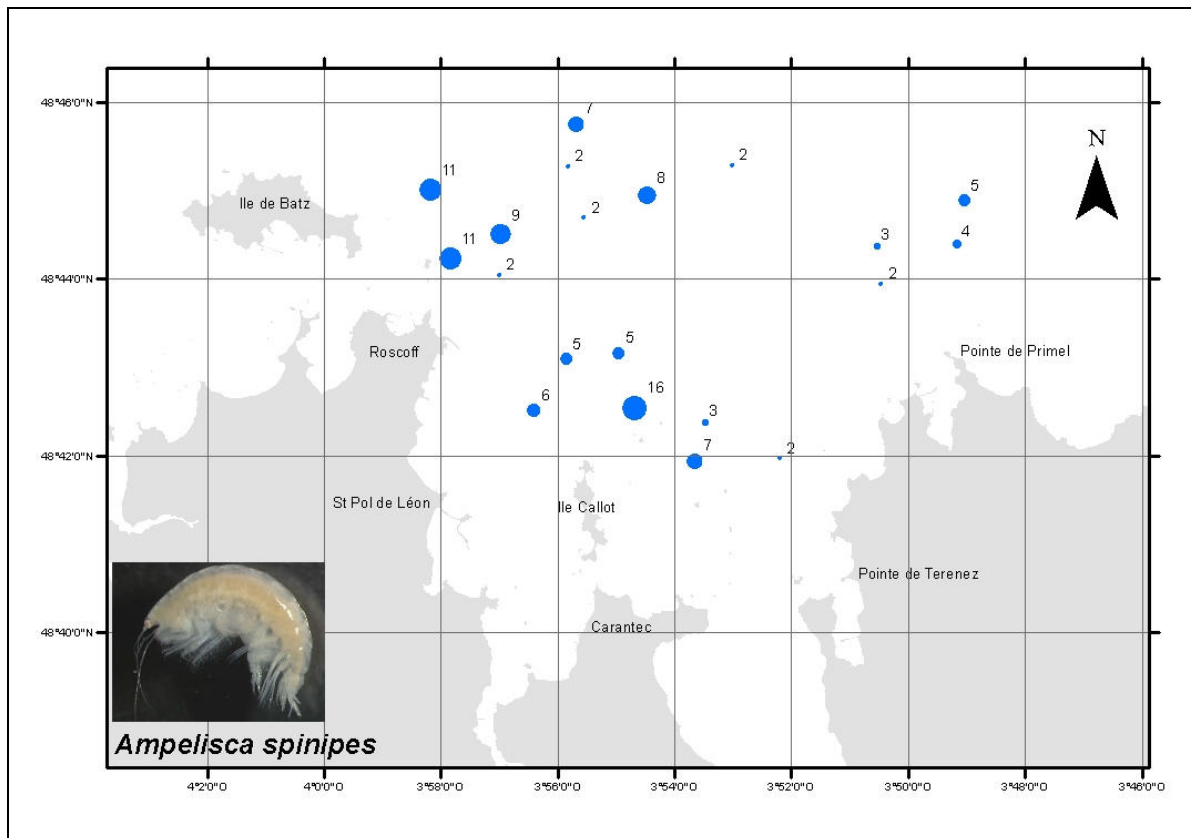 48°46'0"N
7
2
2
11
8
Ile de Batz
5
2
9
11
3
4
2
2
48°44'0"N
5
5
Roscoff
Pointe de Primel
16
6
3
7
2
48°42'0"N
St Pol de Léon
Ile Callot
Pointe de Terenez
Carantec
48°40'0"N
N
Ampelisca spinipes
4°2'0"O 4°0'0"O 3°58'0"O 3°56'0"O 3°54'0"O 3°52'0"O 3°50'0"O 3°48'0"O 3°46'0"O